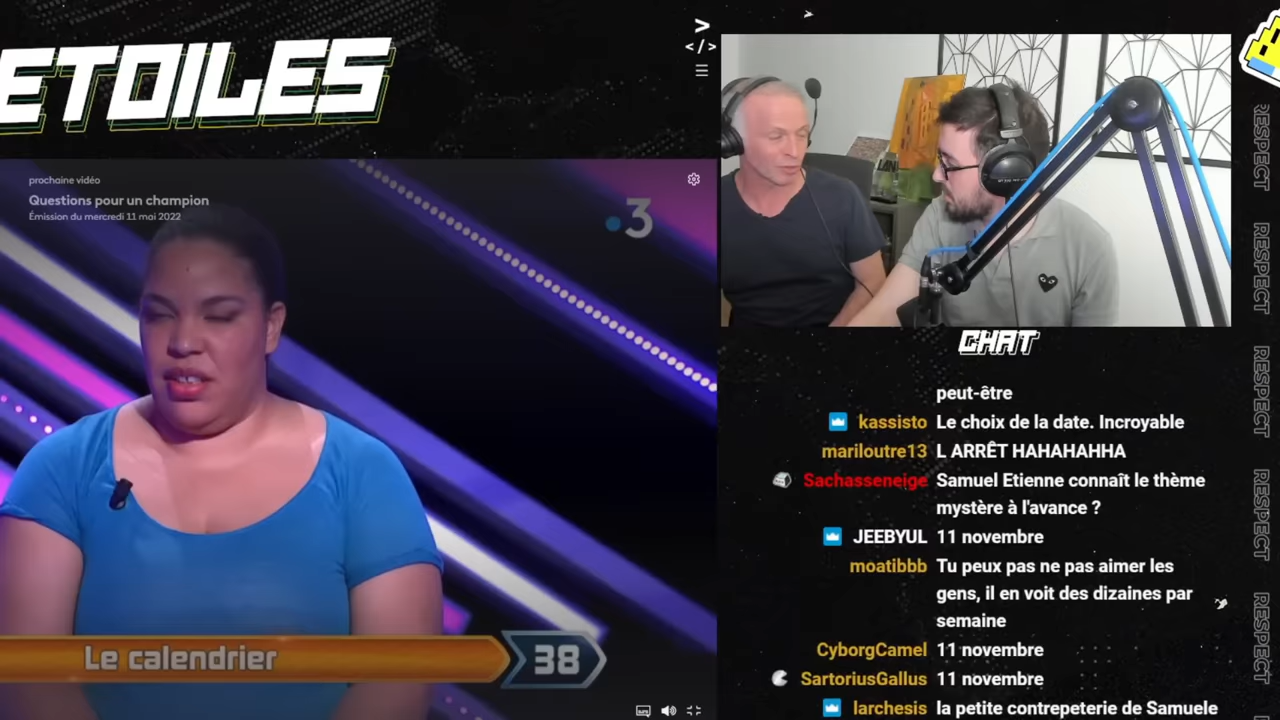 ETOILES
prochaine vidéo
Questions pour un champion
Émission du mercredi 11 mai 2022
3
Le calendrier
38
>
</>
CHAT
peut-être
kassisto Le choix de la date. Incroyable
mariloutre13 L ARRÊT HAHAHAHHA
Sachasseneige Samuel Etienne connaît le thème
mystère à l'avance ?
JEEBYUL 11 novembre
moatibbb Tu peux pas ne pas aimer les
gens, il en voit des dizaines par
semaine
CyborgCamel 11 novembre
SartoriusGallus 11 novembre
larchesis la petite contrepeterie de Samuele
RESPECT
RESPECT
RESPECT
RESPECT
RESPECT